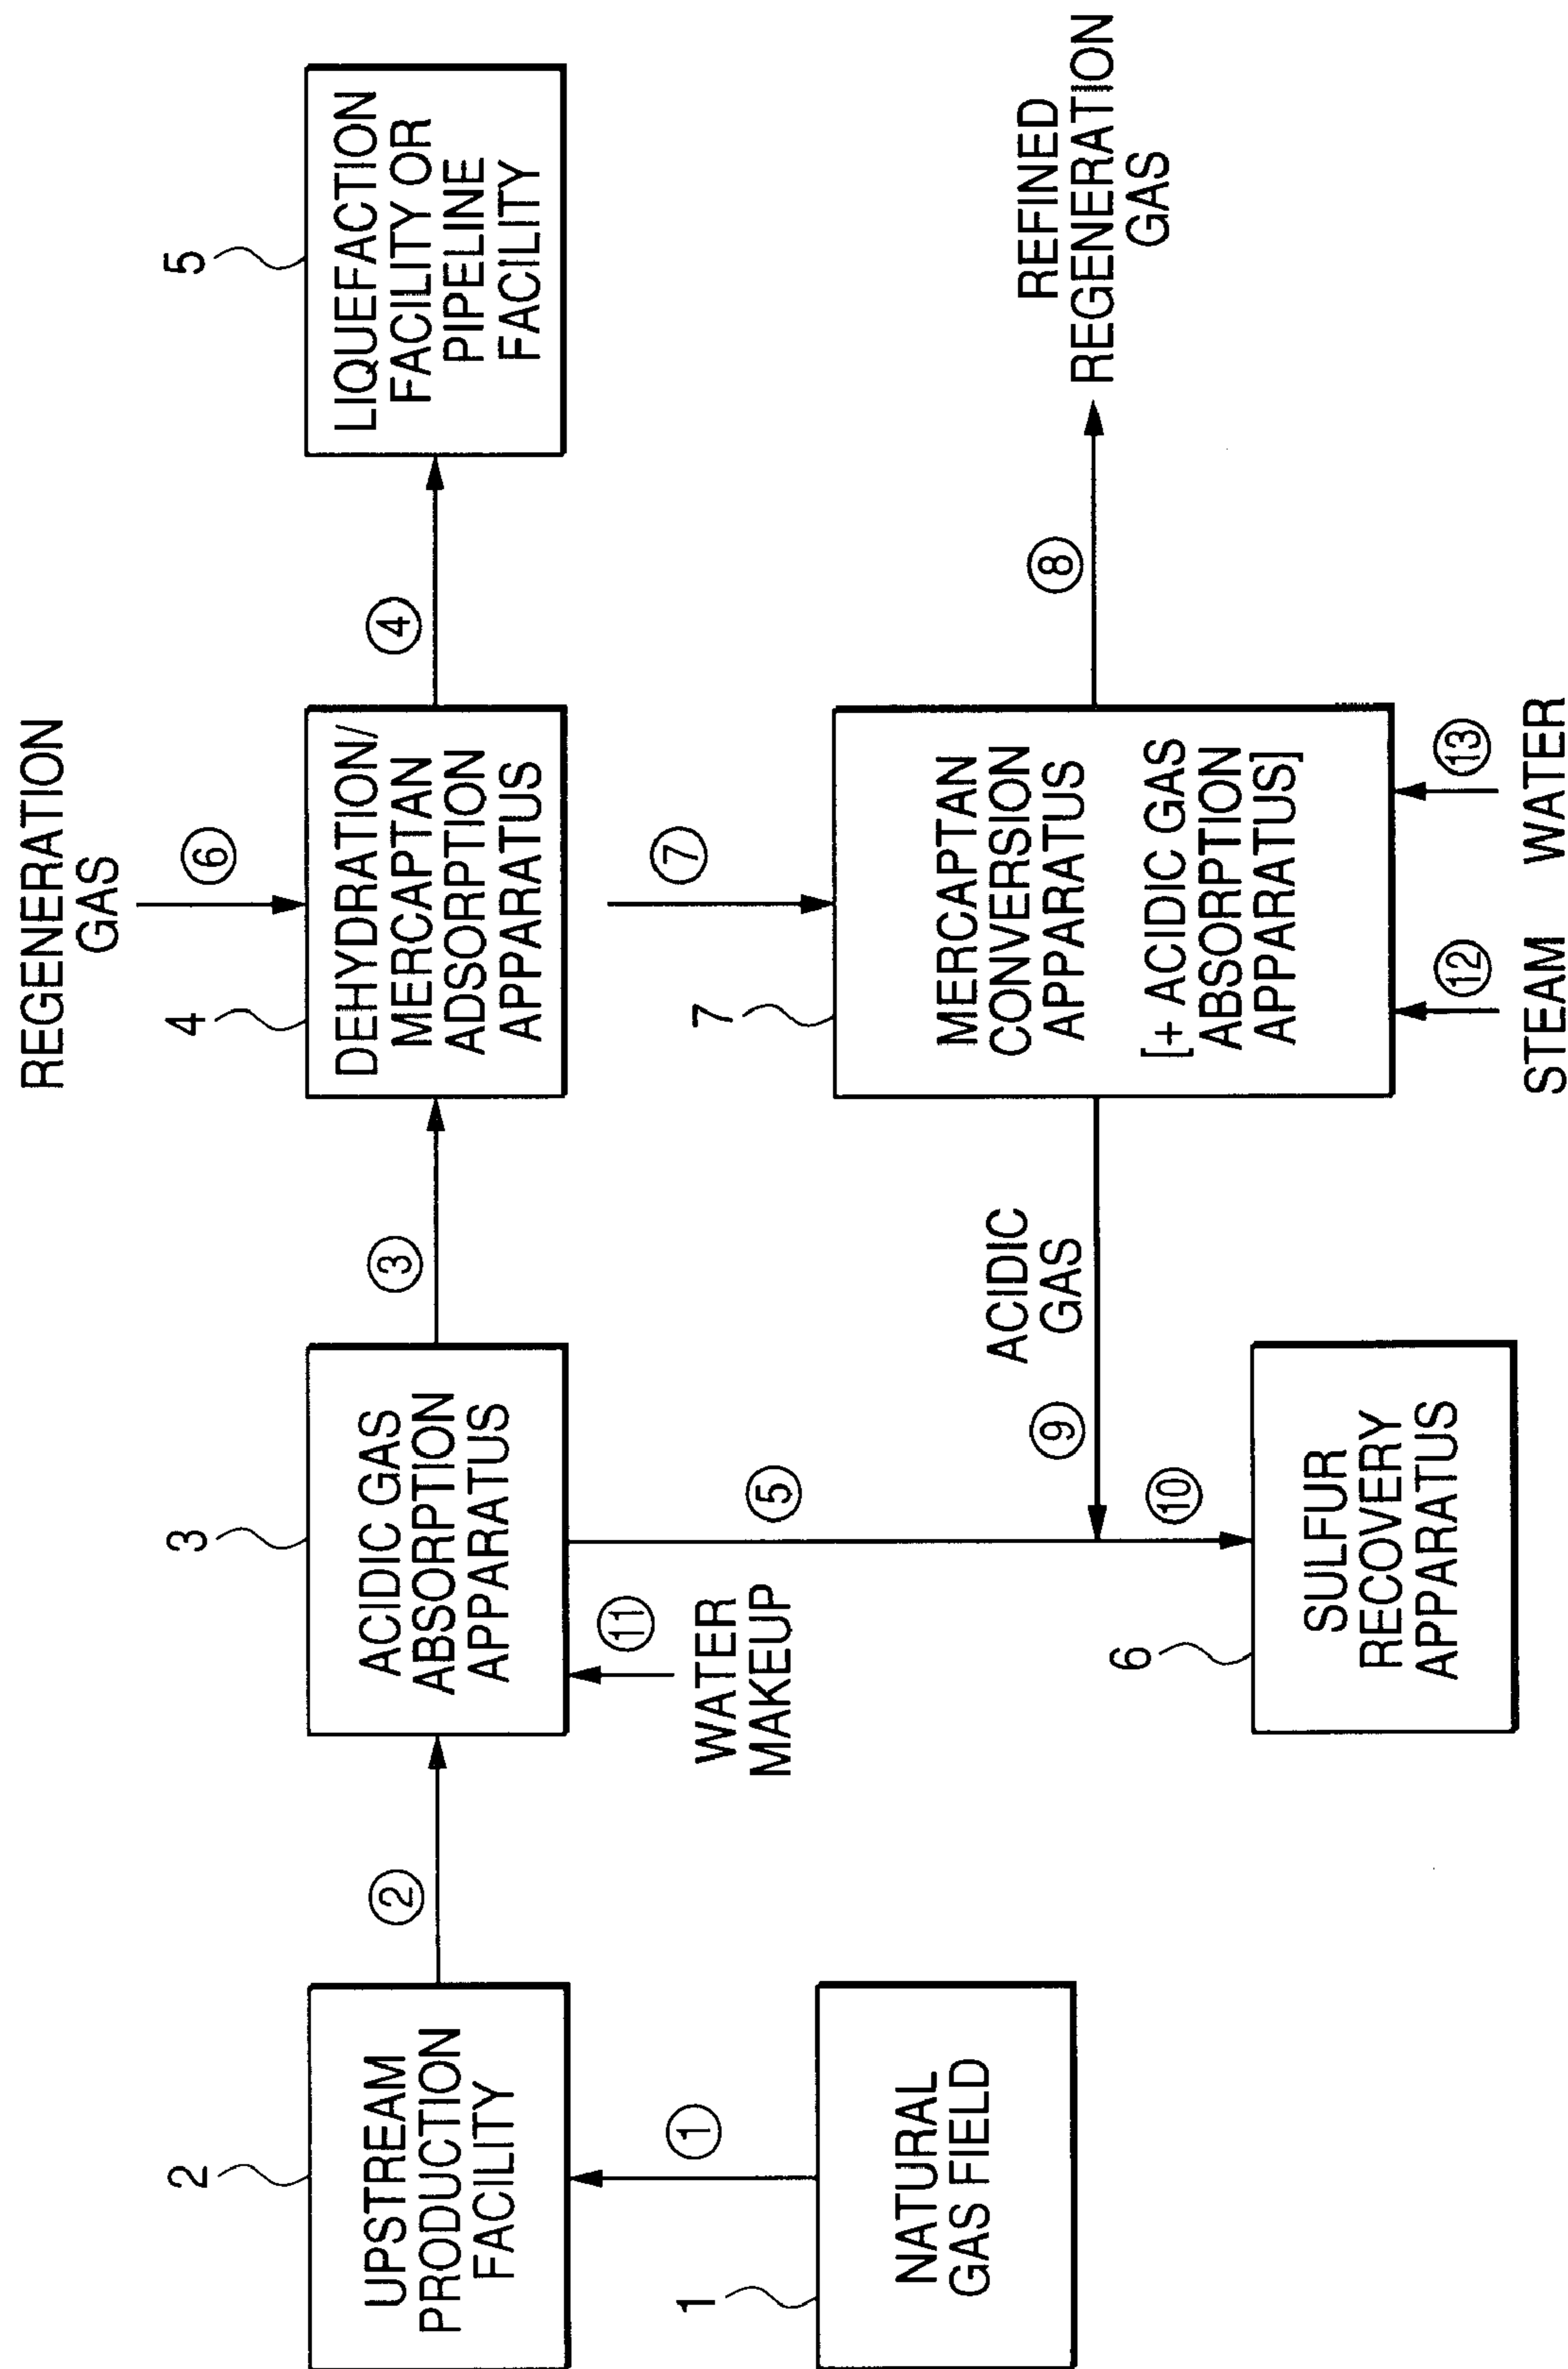 REGENERATION
GAS
⑥
2
UPSTREAM
PRODUCTION
FACILITY
②
3
ACIDIC GAS
ABSORPTION
APPARATUS
③
4
DEHYDRATION/
MERCAPTAN
ADSORPTION
APPARATUS
④
5
LIQUEFACTION
FACILITY OR
PIPELINE
FACILITY
①
⑪
WATER
MAKEUP
⑤
⑦
1
NATURAL
GAS FIELD
7
MERCAPTAN
CONVERSION
APPARATUS
[+ ACIDIC GAS
ABSORPTION
APPARATUS]
ACIDIC
GAS
⑨
⑧
REFINED
REGENERATION
GAS
⑩
6
SULFUR
RECOVERY
APPARATUS
⑫
⑬
STEAM
WATER